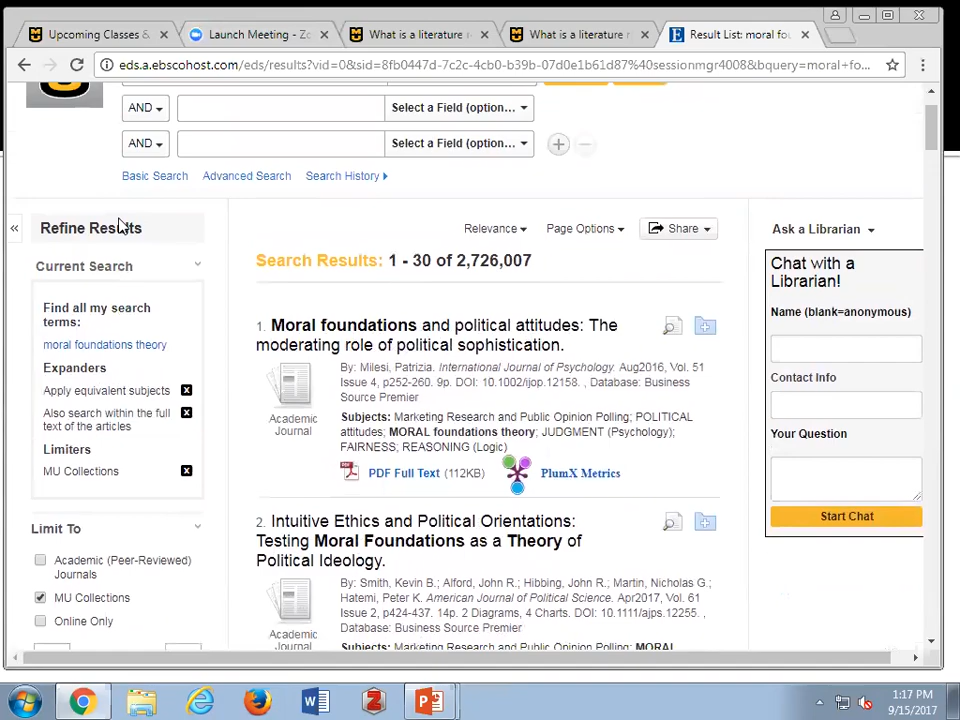 Upcoming Classes &
Launch Meeting - Zo
What is a literature
What is a literature
Result List: moral fou
eds.a.ebscohost.com/eds/results?vid=0&sid=8fb0447d-7c2c-4cb0-b39b-07d0e1b61d87%40sessionmgr4008&bquery=moral+fo...
AND
Select a Field (option...
AND
Select a Field (option...
Basic Search
Advanced Search
Search History
«
Refine Results
Current Search
Find all my search
terms:
moral foundations theory
Expanders
Apply equivalent subjects
Also search within the full
text of the articles
Limiters
MU Collections
Limit To
Academic (Peer-Reviewed)
Journals
MU Collections
Online Only
Relevance
Page Options
Share
Search Results: 1 - 30 of 2,726,007
1. Moral foundations and political attitudes: The
moderating role of political sophistication.
Academic
Journal
By: Milesi, Patrizia. International Journal of Psychology. Aug2016, Vol. 51
Issue 4, p252-260. 9p. DOI: 10.1002/ijop.12158. , Database: Business
Source Premier
Subjects: Marketing Research and Public Opinion Polling; POLITICAL
attitudes; MORAL foundations theory; JUDGMENT (Psychology);
FAIRNESS; REASONING (Logic)
PDF Full Text (112KB)
PlumX Metrics
2. Intuitive Ethics and Political Orientations:
Testing Moral Foundations as a Theory of
Political Ideology.
Academic
Journal
By: Smith, Kevin B.; Alford, John R.; Hibbing, John R.; Martin, Nicholas G.;
Hatemi, Peter K. American Journal of Political Science. Apr2017, Vol. 61
Issue 2, p424-437. 14p. 2 Diagrams, 4 Charts. DOI: 10.1111/ajps.12255. ,
Database: Business Source Premier
Subjects: Marketing Research and Public Opinion Polling; MORAL
Ask a Librarian
Chat with a
Librarian!
Name (blank=anonymous)
Contact Info
Your Question
Start Chat
1:17 PM
9/15/2017